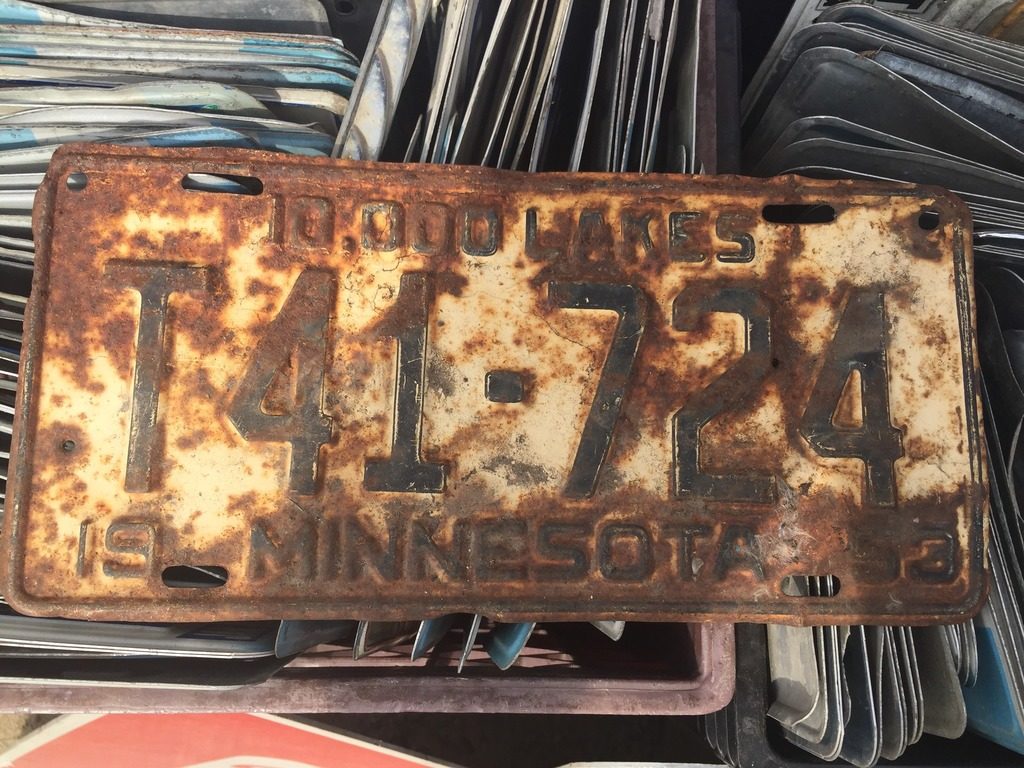 10,000 LAKES
T41·724
19 MINNESOTA 53